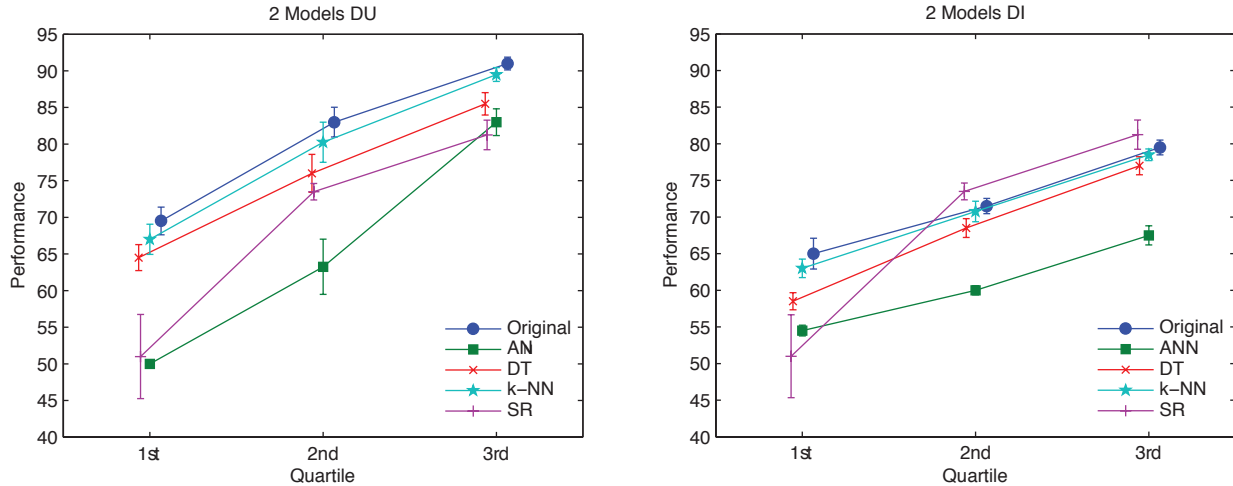 2 Models DU
95
90
85
80
75
70
65
60
55
50
45
40
Performance
1st 2nd 3rd
Quartile
Original
AN
DT
k-NN
SR
2 Models DI
95
90
85
80
75
70
65
60
55
50
45
40
Performance
1st 2nd 3rd
Quartile
Original
ANN
DT
k-NN
SR